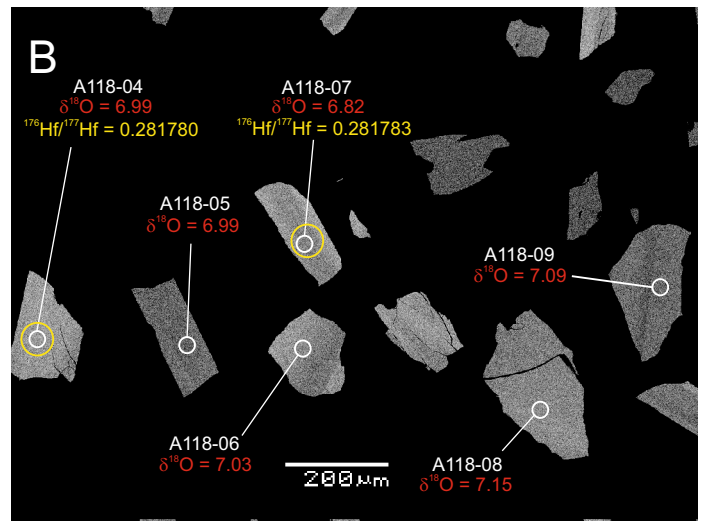 B
A118-04
δ¹⁸O = 6.99
¹⁷⁶Hf/¹⁷⁷Hf = 0.281780
A118-07
δ¹⁸O = 6.82
¹⁷⁶Hf/¹⁷⁷Hf = 0.281783
A118-05
δ¹⁸O = 6.99
A118-09
δ¹⁸O = 7.09
A118-06
δ¹⁸O = 7.03
200µm
A118-08
δ¹⁸O = 7.15